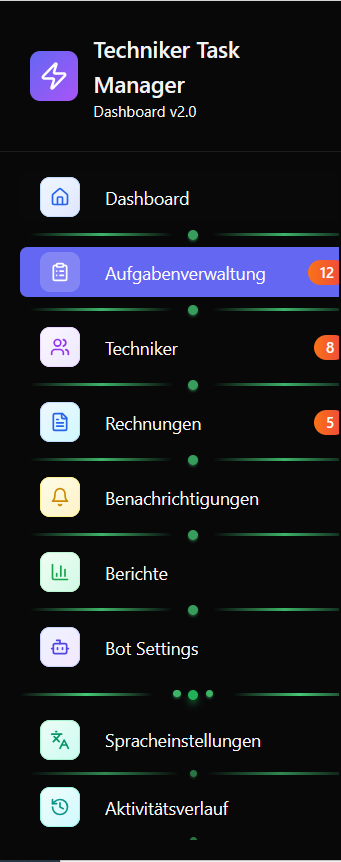 Techniker Task
Manager
Dashboard v2.0
Dashboard
Aufgabenverwaltung 12
Techniker 8
Rechnungen 5
Benachrichtigungen
Berichte
Bot Settings
Spracheinstellungen
Aktivitätsverlauf